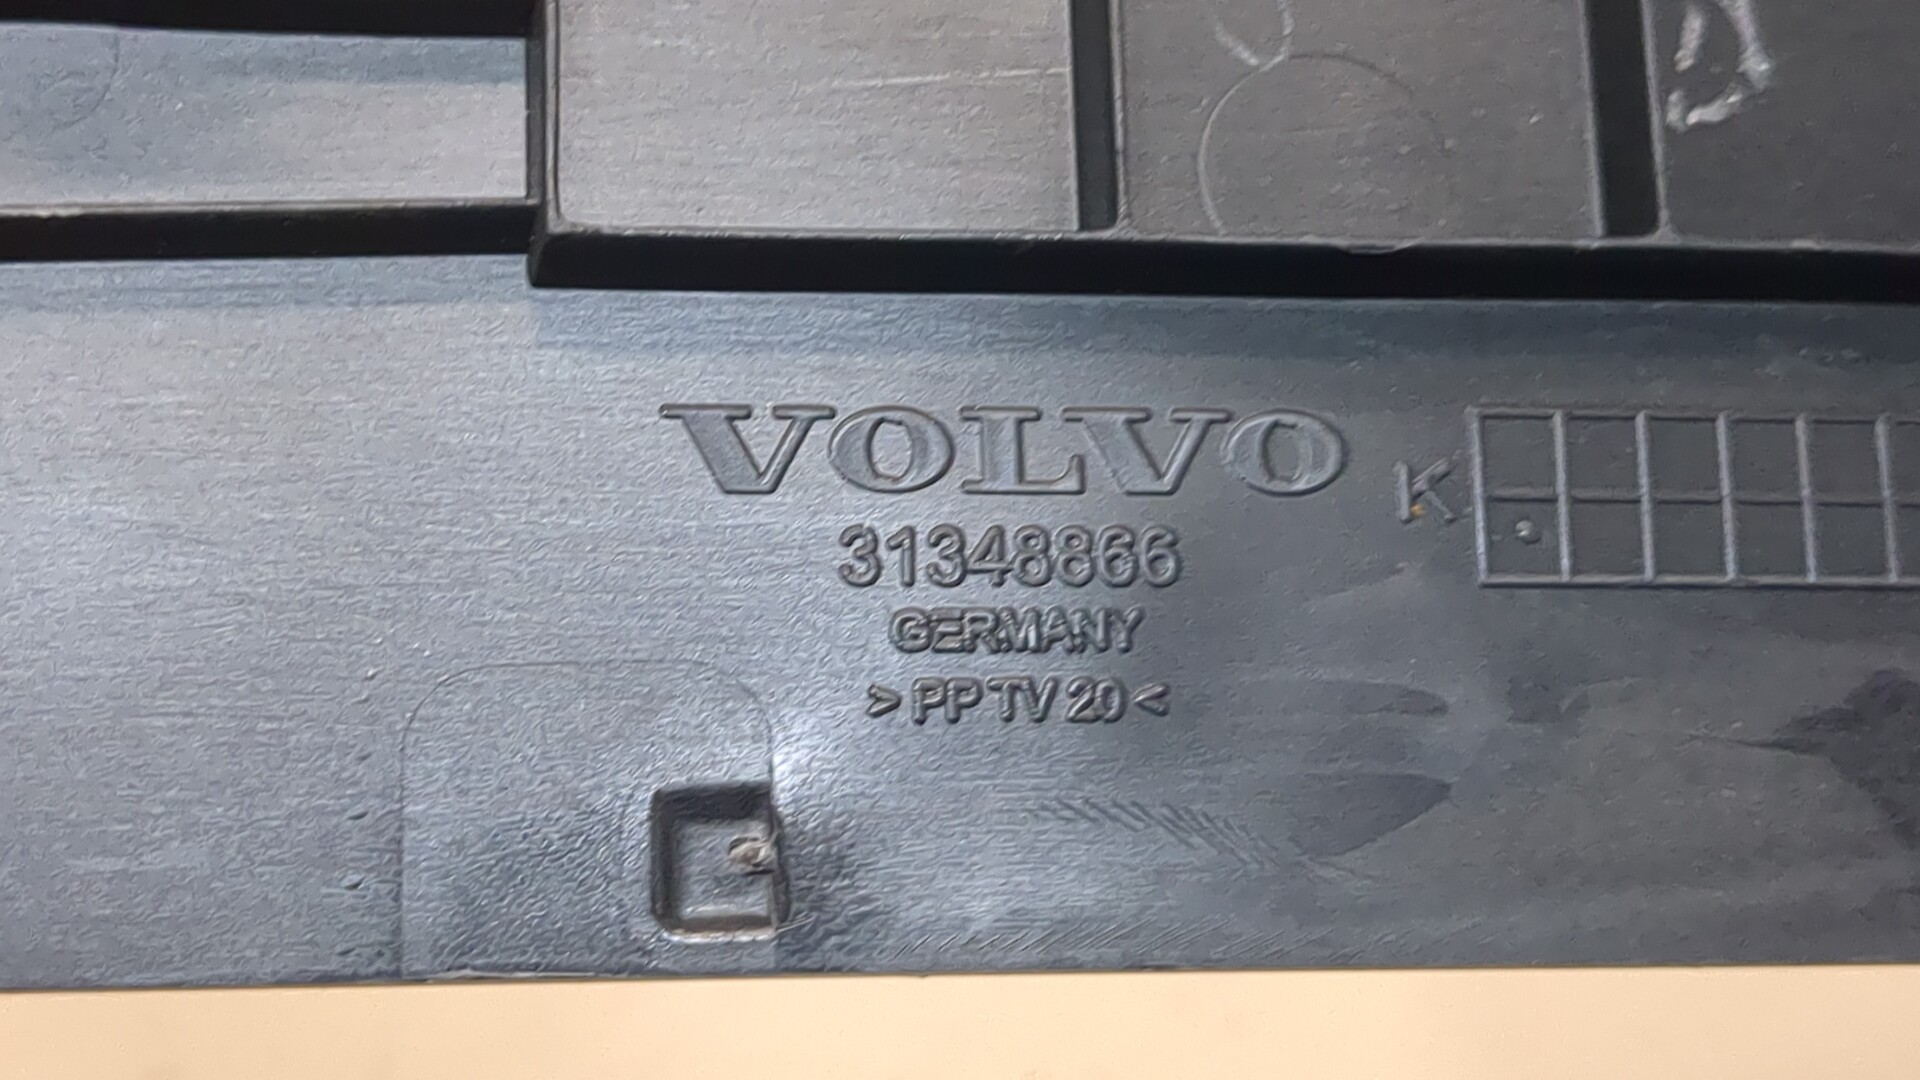 VOLVO
31348866
GERMANY
>PP TV 20<
K